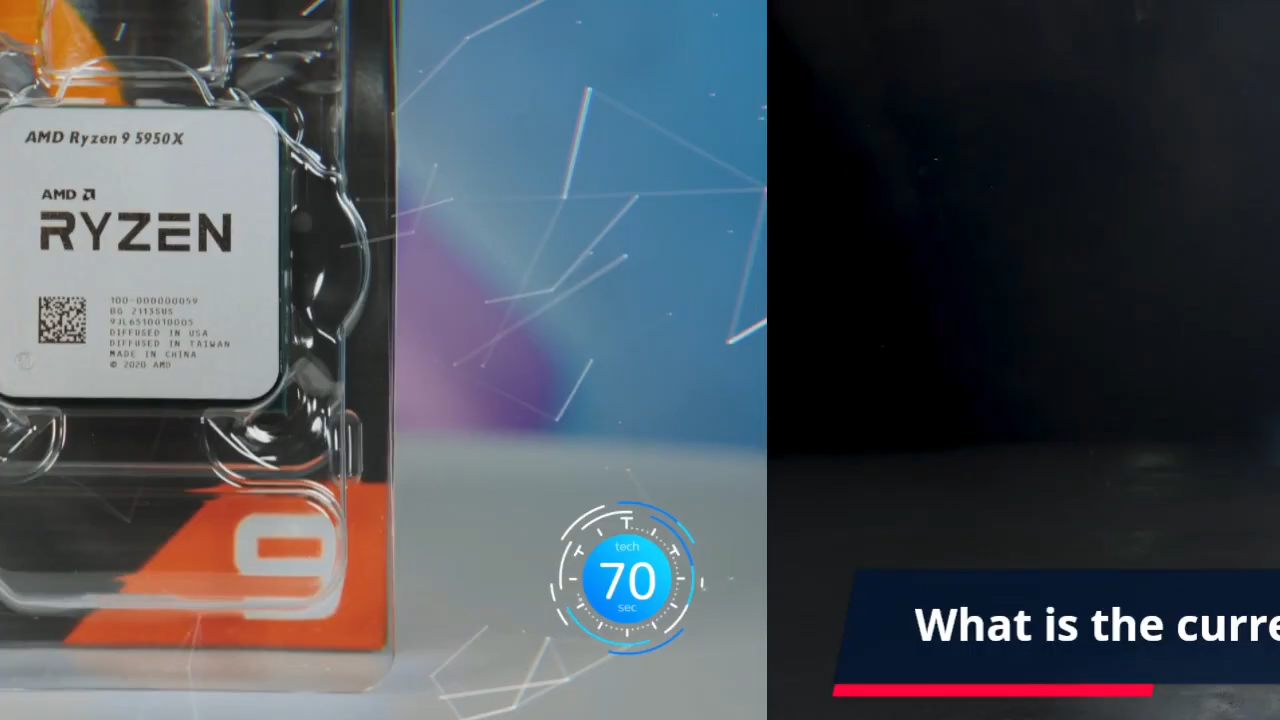 AMD Ryzen 9 5950X
AMD
RYZEN
100-000000059
BG 2113SUS
9JL6510010005
DIFFUSED IN USA
DIFFUSED IN TAIWAN
MADE IN CHINA
© 2020 AMD
9
tech
70
sec
What is the curre